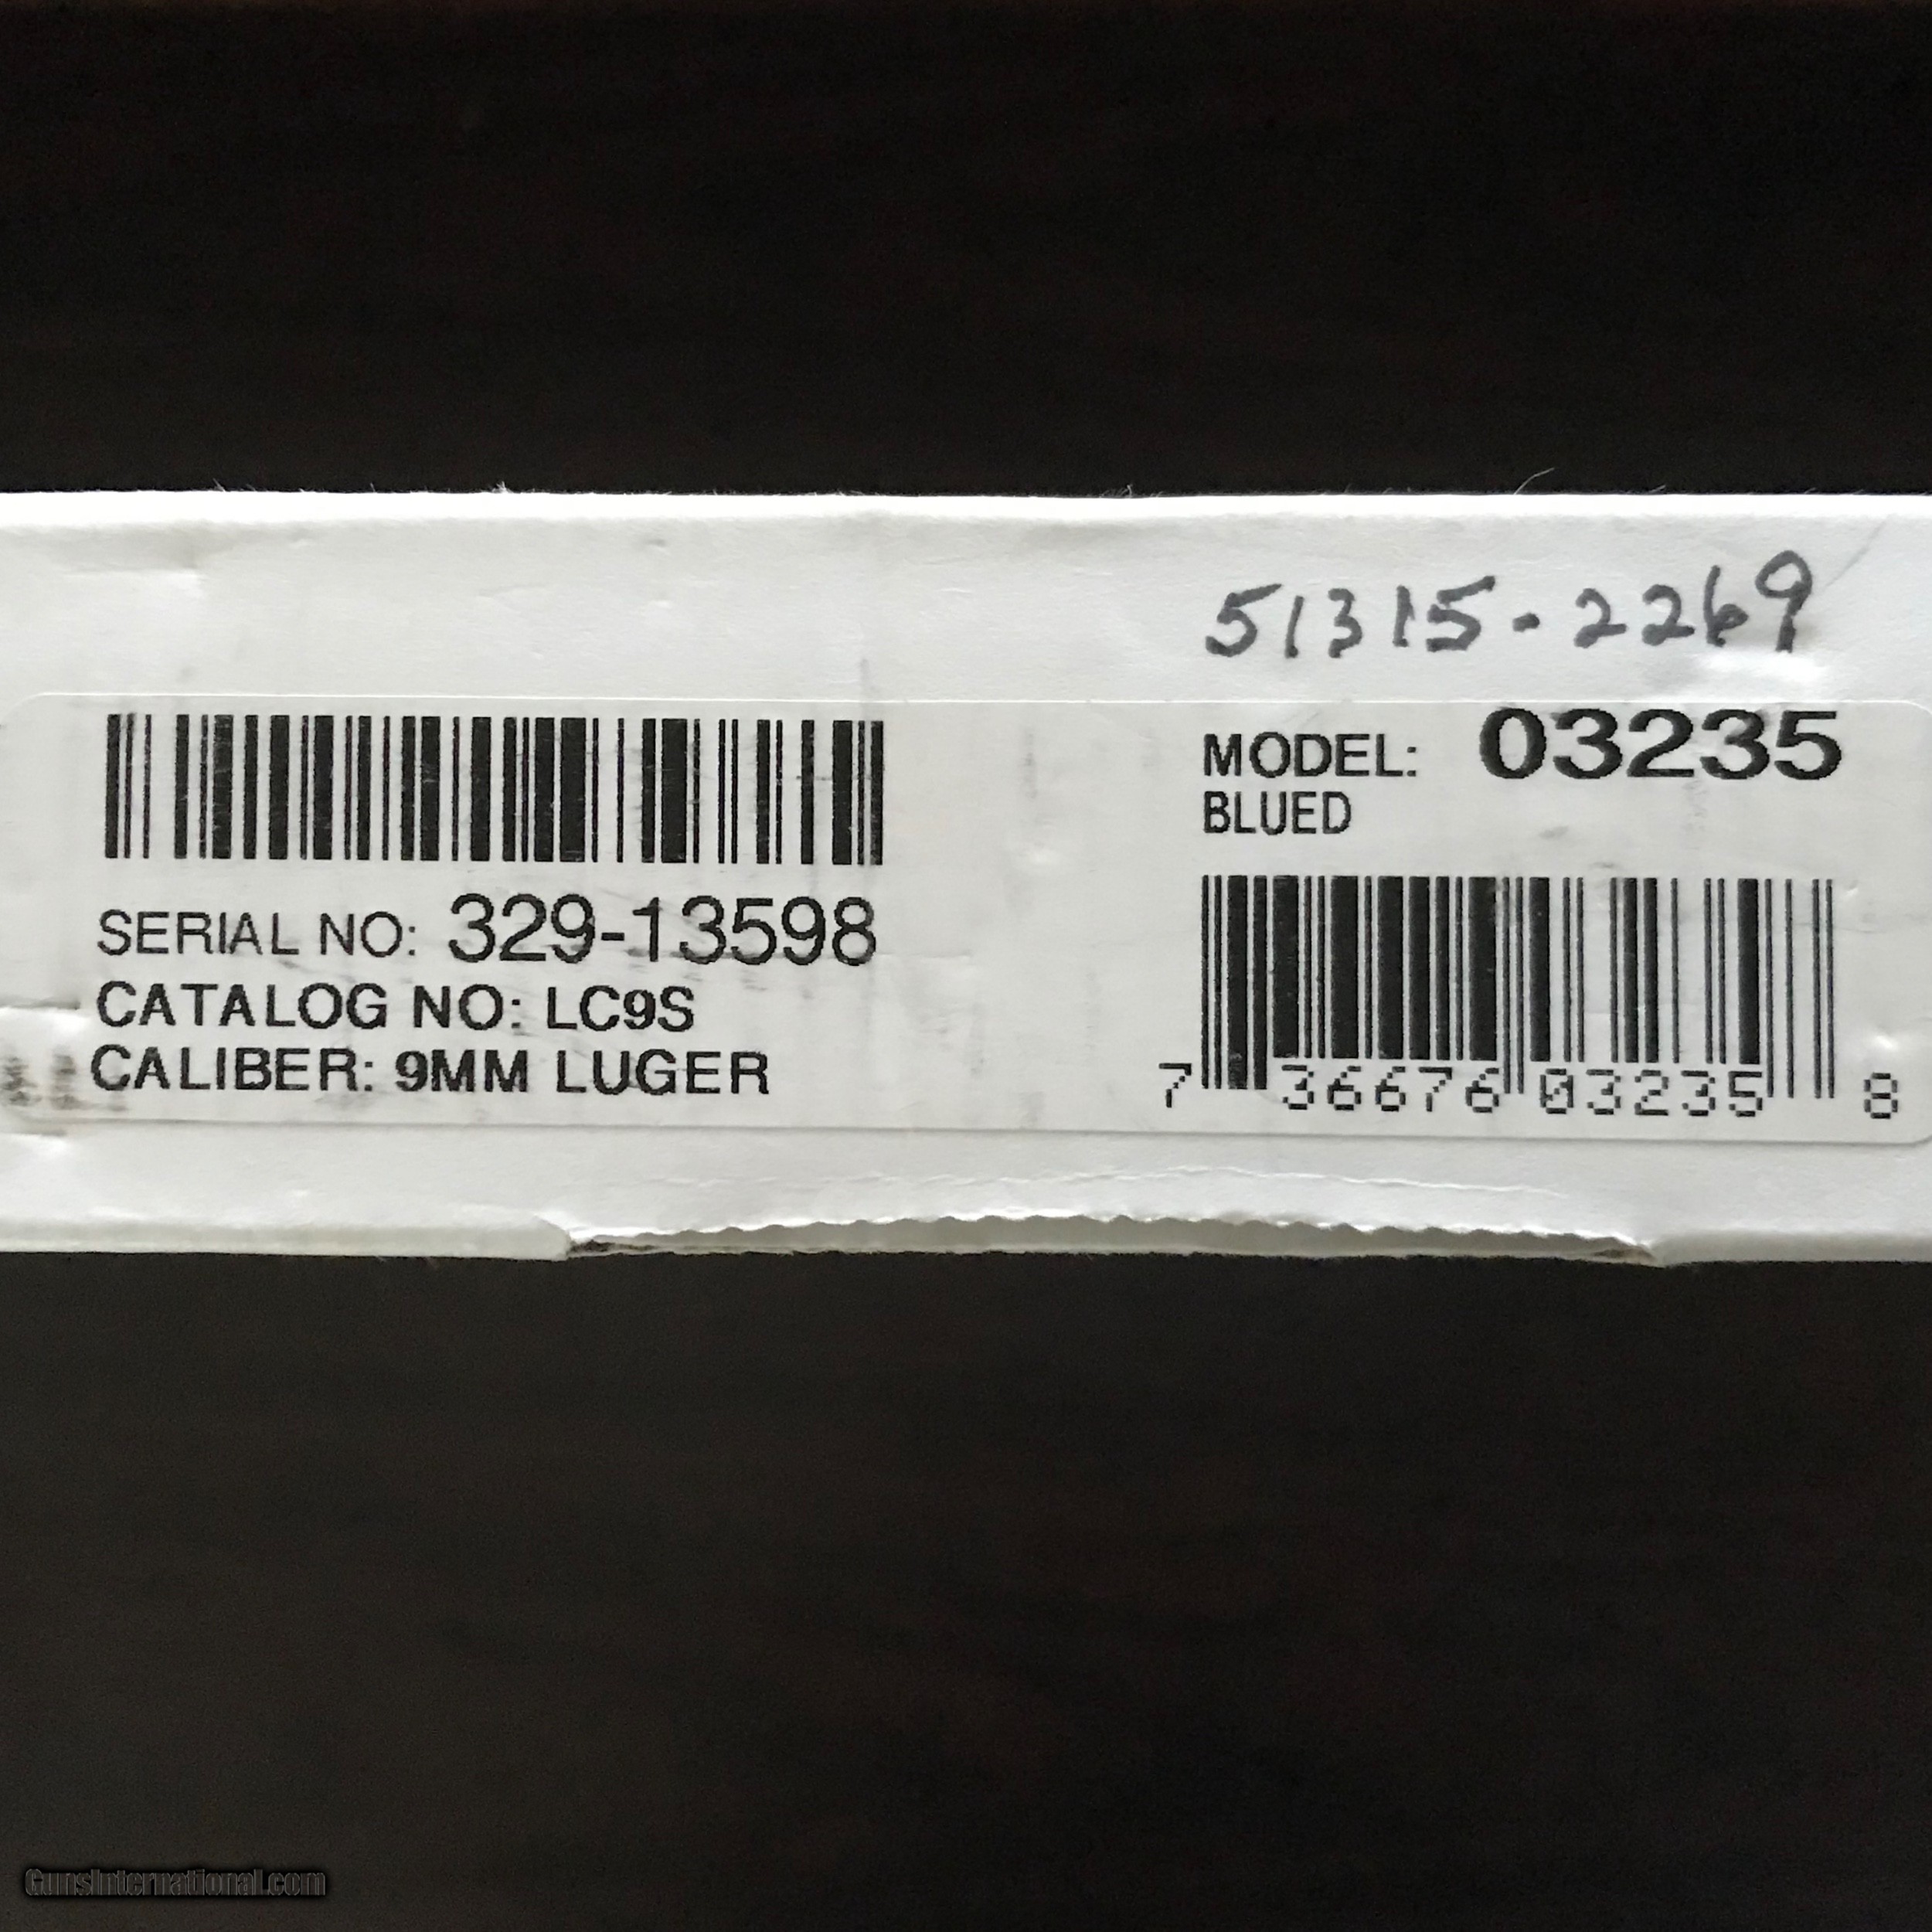 51315-2269
MODEL: 03235
BLUED
SERIAL NO: 329-13598
CATALOG NO: LC9S
CALIBER: 9MM LUGER
7 36676 03235 8
GunsInternational.com